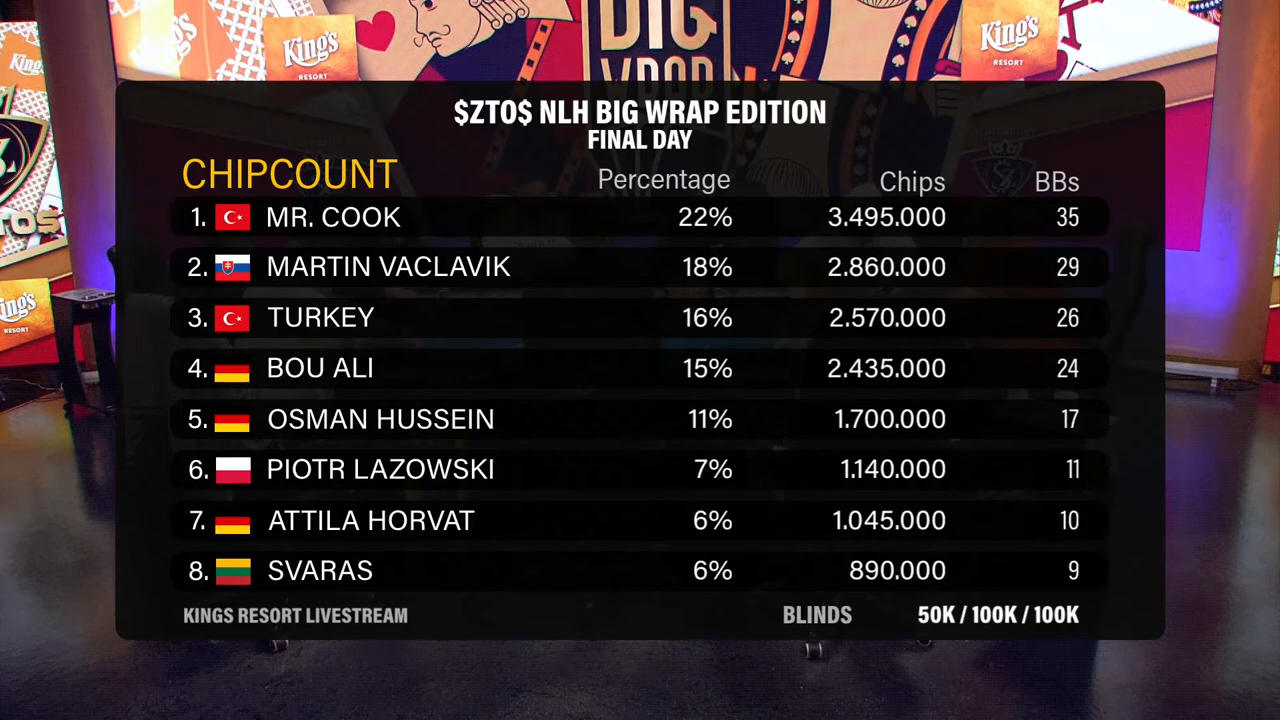 King's
RESORT
BIG
WRAP
King's
RESORT
King's
$ZTO$ NLH BIG WRAP EDITION
FINAL DAY
CHIPCOUNT Percentage Chips BBs
1. MR. COOK 22% 3.495.000 35
2. MARTIN VACLAVIK 18% 2.860.000 29
3. TURKEY 16% 2.570.000 26
4. BOU ALI 15% 2.435.000 24
5. OSMAN HUSSEIN 11% 1.700.000 17
King's
RESORT
6. PIOTR LAZOWSKI 7% 1.140.000 11
7. ATTILA HORVAT 6% 1.045.000 10
8. SVARAS 6% 890.000 9
KINGS RESORT LIVESTREAM BLINDS 50K / 100K / 100K